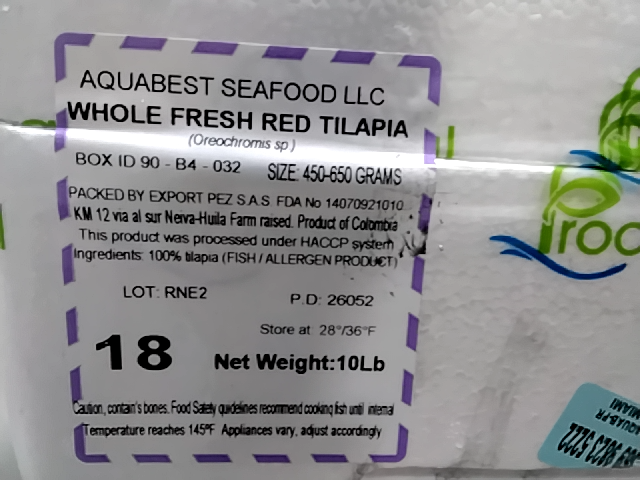 AQUABEST SEAFOOD LLC
WHOLE FRESH RED TILAPIA
(Oreochromis sp)
BOX ID 90 - B4 - 032 SIZE: 450-650 GRAMS
PACKED BY EXPORT PEZ S.A.S. FDA No 14070921010
KM 12 via al sur Neiva-Huila Farm raised. Product of Colombia
This product was processed under HACCP system
Ingredients: 100% tilapia (FISH / ALLERGEN PRODUCT)
LOT: RNE2 P.D: 26052
Store at 28°/36°F
18 Net Weight:10Lb
Caution, contain's bones. Food Safety guidelines recommend cooking fish until internal
Temperature reaches 145°F Appliances vary, adjust accordingly
Proc
AQUAB-FR
MIAMI